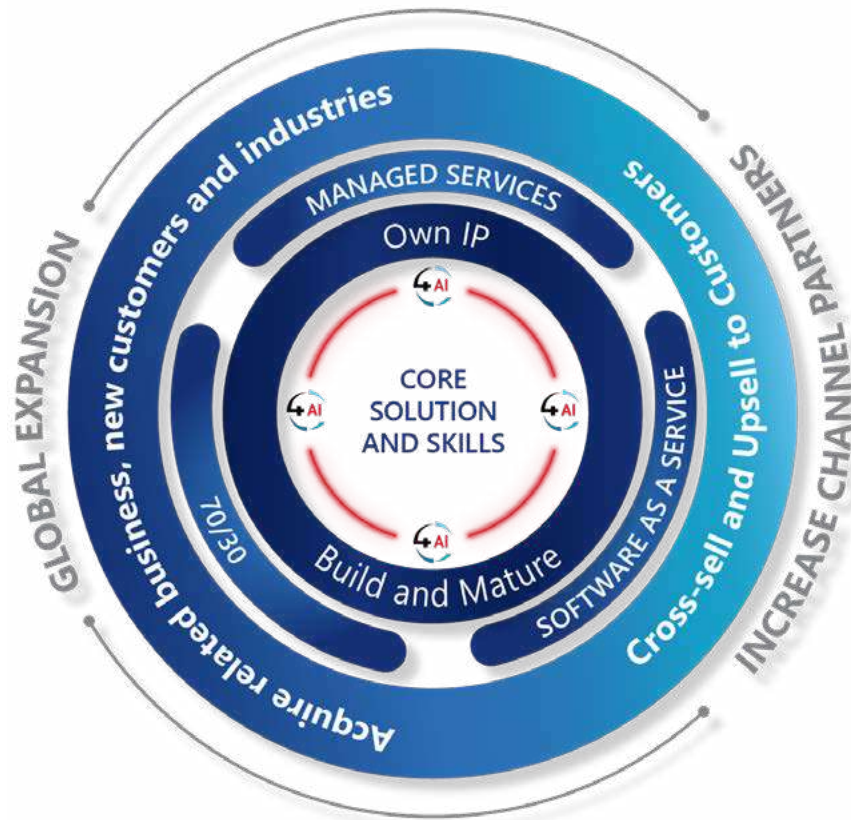 GLOBAL EXPANSION
INCREASE CHANNEL PARTNERS
Acquire related business, new customers and industries
Cross-sell and Upsell to Customers
MANAGED SERVICES
SOFTWARE AS A SERVICE
70/30
Own IP
Build and Mature
4AI
4AI
CORE
SOLUTION
AND SKILLS
4AI
4AI